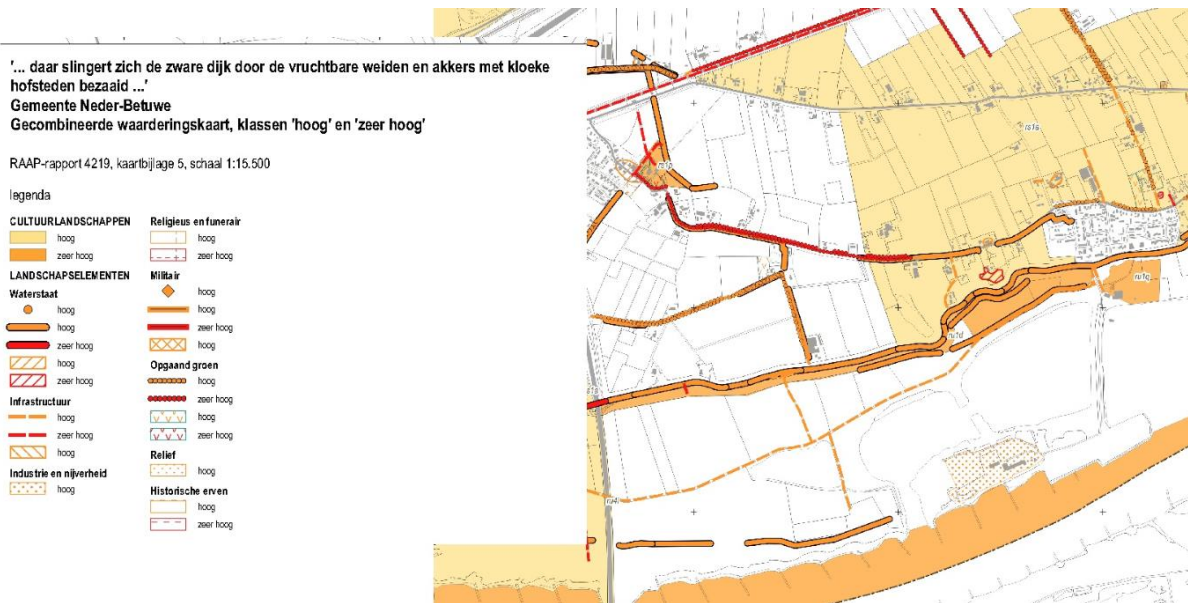 '... daar slingert zich de zware dijk door de vruchtbare weiden en akkers met kloeke
hofsteden bezaaid ...'
Gemeente Neder-Betuwe
Gecombineerde waarderingskaart, klassen 'hoog' en 'zeer hoog'
RAAP-rapport 4219, kaartbijlage 5, schaal 1:15.500
legenda
CULTUURLANDSCHAPPEN
hoog
zeer hoog
LANDSCHAPSELEMENTEN
Waterstaat
hoog
hoog
zeer hoog
hoog
zeer hoog
Infrastructuur
hoog
zeer hoog
hoog
Industrie en nijverheid
hoog
Religieus en funerair
hoog
zeer hoog
Militair
hoog
hoog
zeer hoog
hoog
Opgaand groen
hoog
zeer hoog
hoog
zeer hoog
Relief
hoog
Historische erven
hoog
zeer hoog
rs1p
ru1d
ru1g